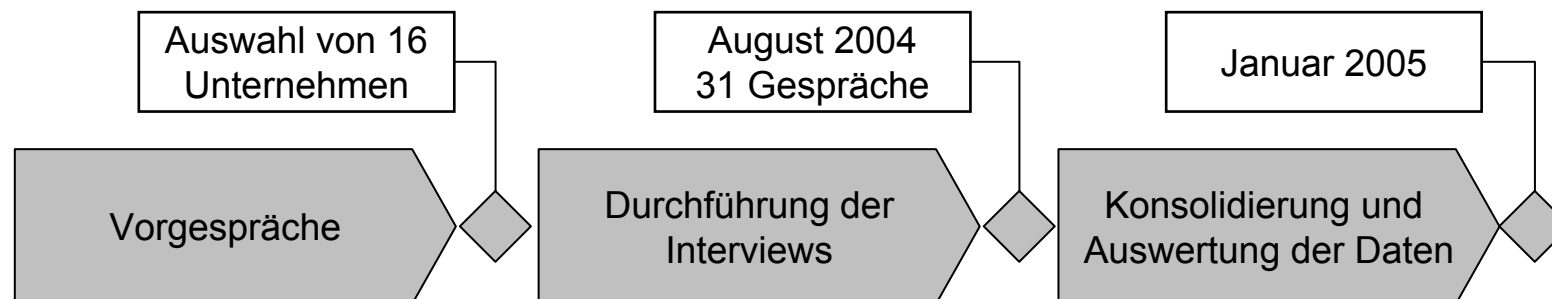 Auswahl von 16
Unternehmen
August 2004
31 Gespräche
Januar 2005
Vorgespräche
Durchführung der
Interviews
Konsolidierung und
Auswertung der Daten